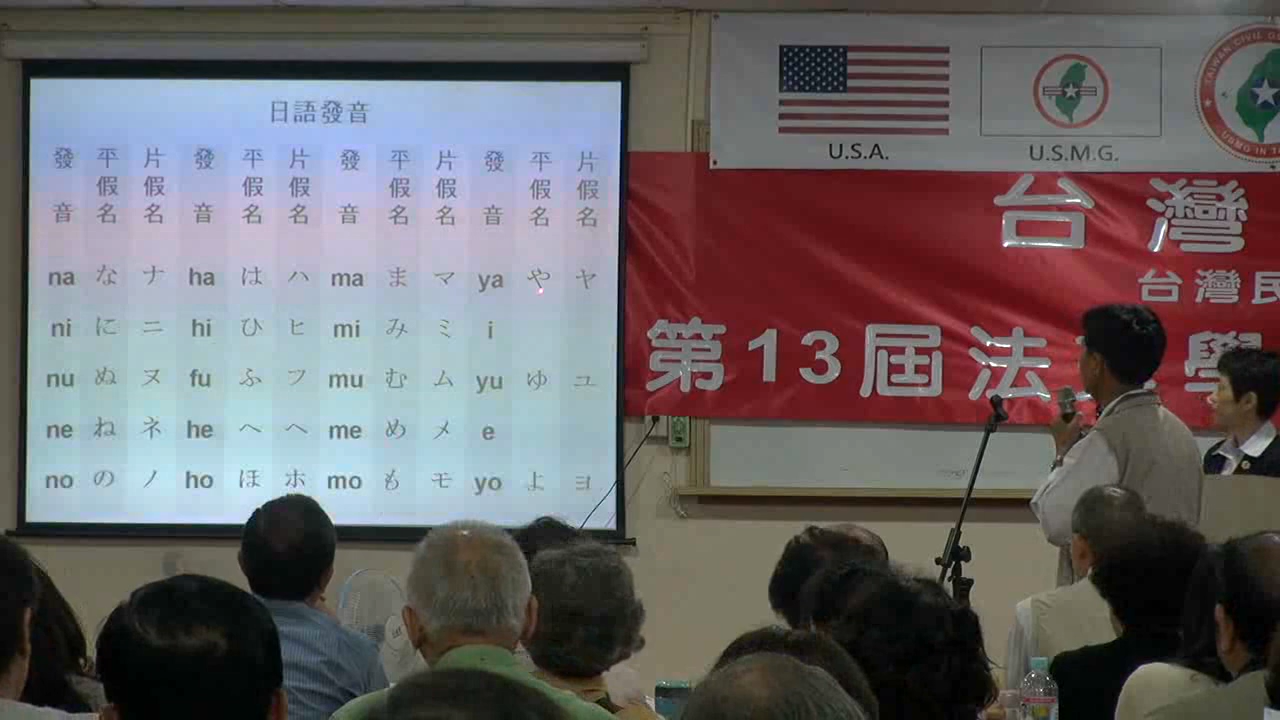 日語發音
發音 平假名 片假名 發音 平假名 片假名 發音 平假名 片假名 發音 平假名 片假名
na な ナ ha は ハ ma ま マ ya や ヤ
ni に ニ hi ひ ヒ mi み ミ i
nu ぬ ヌ fu ふ フ mu む ム yu ゆ ユ
ne ね ネ he へ ヘ me め メ e
no の ノ ho ほ ホ mo も モ yo よ ヨ
U.S.A.
U.S.M.G.
TAIWAN CIVIL
USMG IN
台灣
台灣民
第13屆法 學